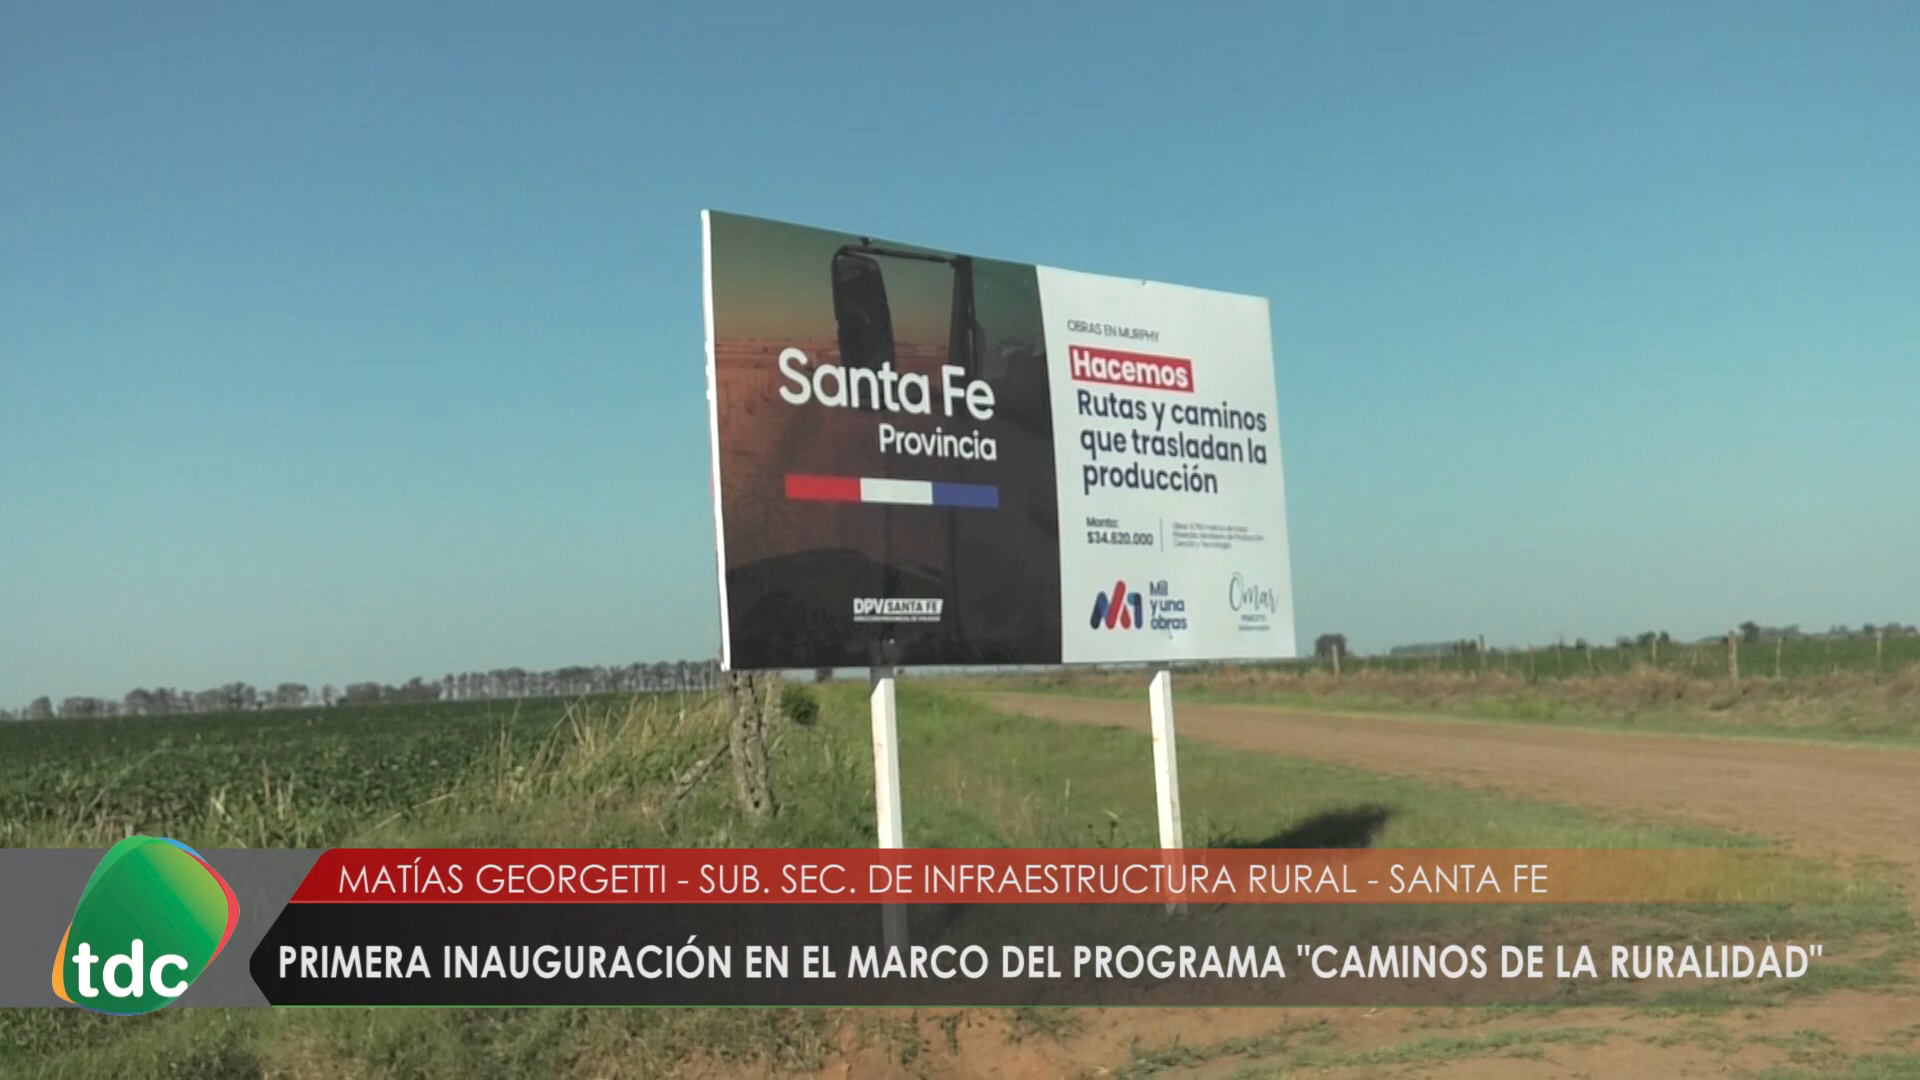 Santa Fe
Provincia
DPV SANTA FE
OBRAS EN MURPHY
Hacemos
Rutas y caminos
que trasladan la
producción
Monto:
$34.620.000
Mil
y una
obras
Omar
tdc
MATÍAS GEORGETTI - SUB. SEC. DE INFRAESTRUCTURA RURAL - SANTA FE
PRIMERA INAUGURACIÓN EN EL MARCO DEL PROGRAMA "CAMINOS DE LA RURALIDAD"